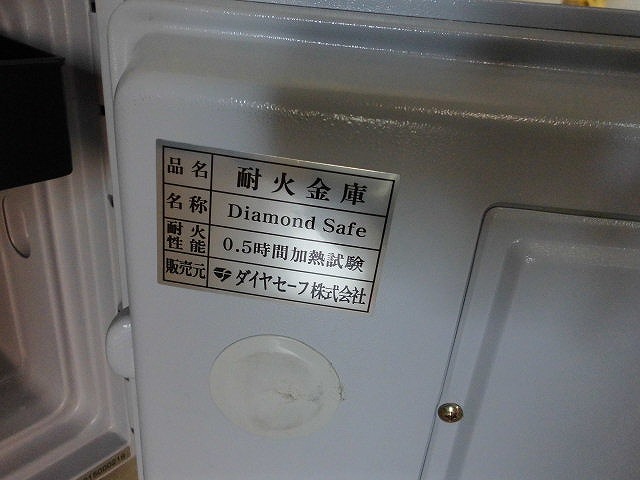 品名 耐火金庫
名称 Diamond Safe
耐火性能 0.5時間加熱試験
販売元 ダイヤセーフ株式会社